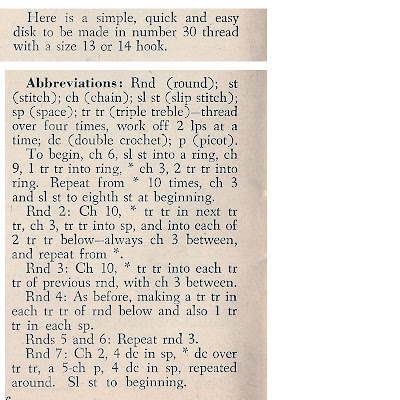 Here is a simple, quick and easy
disk to be made in number 30 thread
with a size 13 or 14 hook.
Abbreviations: Rnd (round); st
(stitch); ch (chain); sl st (slip stitch);
sp (space); tr tr (triple treble)—thread
over four times, work off 2 lps at a
time; dc (double crochet); p (picot).
To begin, ch 6, sl st into a ring, ch
9, 1 tr tr into ring, * ch 3, 2 tr tr into
ring. Repeat from * 10 times, ch 3
and sl st to eighth st at beginning.
Rnd 2: Ch 10, * tr tr in next tr
tr, ch 3, tr tr into sp, and into each of
2 tr tr below—always ch 3 between,
and repeat from *.
Rnd 3: Ch 10, * tr tr into each tr
tr of previous rnd, with ch 3 between.
Rnd 4: As before, making a tr tr in
each tr tr of rnd below and also 1 tr
tr in each sp.
Rnds 5 and 6: Repeat rnd 3.
Rnd 7: Ch 2, 4 dc in sp, * dc over
tr tr, a 5-ch p, 4 dc in sp, repeated
around. Sl st to beginning.